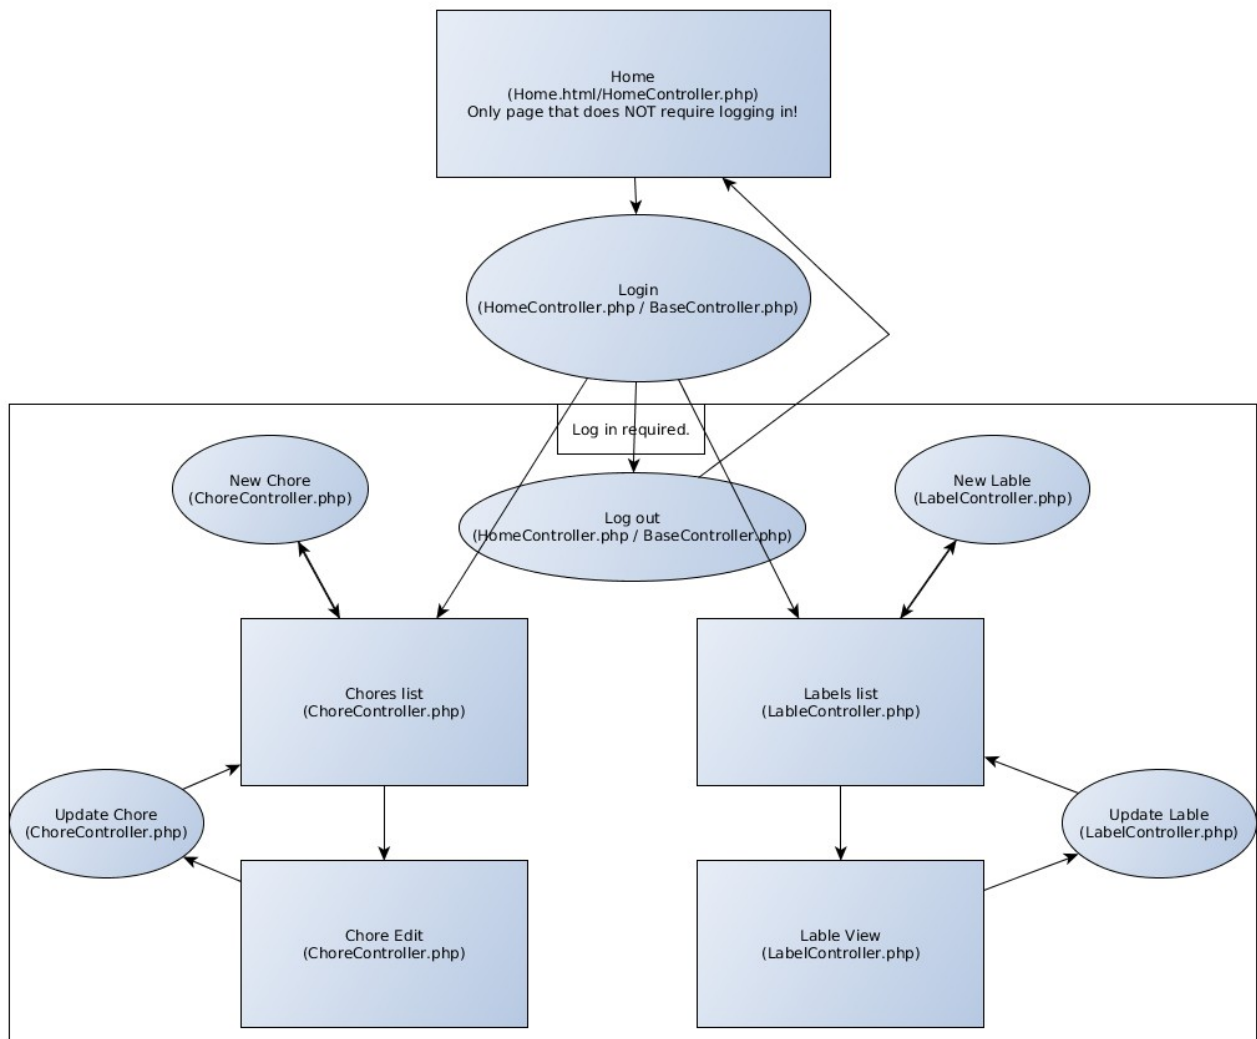 Home
(Home.html/HomeController.php)
Only page that does NOT require logging in!
Login
(HomeController.php / BaseController.php)
Log in required.
New Chore
(ChoreController.php)
Log out
(HomeController.php / BaseController.php)
New Lable
(LabelController.php)
Chores list
(ChoreController.php)
Labels list
(LableController.php)
Update Chore
(ChoreController.php)
Update Lable
(LabelController.php)
Chore Edit
(ChoreController.php)
Lable View
(LabelController.php)